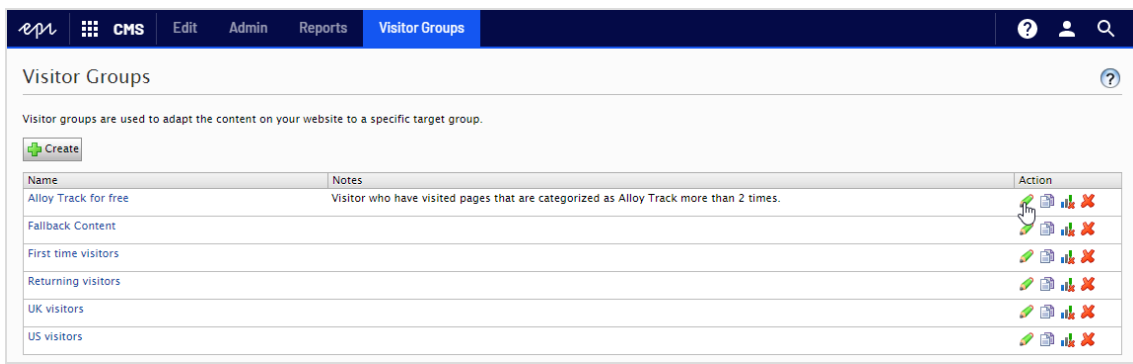 epi CMS Edit Admin Reports Visitor Groups ?
Visitor Groups ?
Visitor groups are used to adapt the content on your website to a specific target group.
Create
Name Notes Action
Alloy Track for free Visitor who have visited pages that are categorized as Alloy Track more than 2 times.
Fallback Content
First time visitors
Returning visitors
UK visitors
US visitors